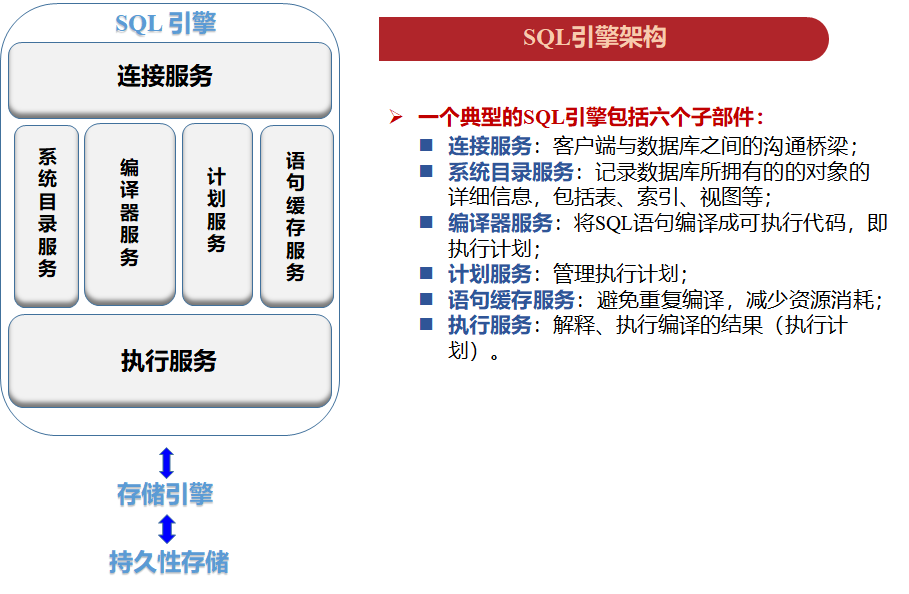 SQL 引擎
连接服务
系统目录服务
编译器服务
计划服务
语句缓存服务
执行服务
存储引擎
持久性存储
SQL引擎架构
一个典型的SQL引擎包括六个子部件：
连接服务：客户端与数据库之间的沟通桥梁；
系统目录服务：记录数据库所拥有的的对象的
详细信息，包括表、索引、视图等；
编译器服务：将SQL语句编译成可执行代码，即
执行计划；
计划服务：管理执行计划；
语句缓存服务：避免重复编译，减少资源消耗；
执行服务：解释、执行编译的结果（执行计
划）。